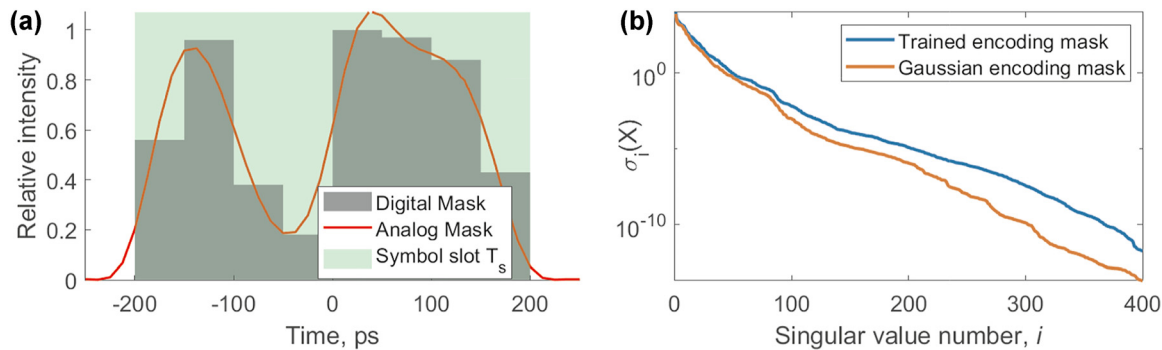 (a)
1
0.8
0.6
0.4
0.2
0
Relative intensity
Digital Mask
Analog Mask
Symbol slot Tₛ
-200
-100
0
100
200
Time, ps
(b)
10⁰
10⁻¹⁰
σᵢ(X)
Trained encoding mask
Gaussian encoding mask
0
100
200
300
400
Singular value number, i